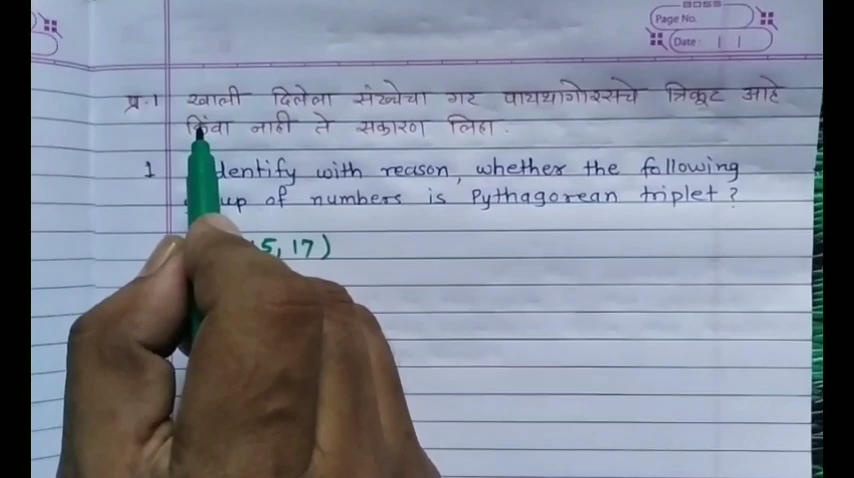 BOSS
Page No.
Date: | |
प्र.1 खाली दिलेला संख्येचा गट पायथागोरसचे त्रिकूट आहे
किंवा नाही ते सकारण लिहा.
1 dentify with reason, whether the following
up of numbers is Pythagorean triplet?
5, 17)